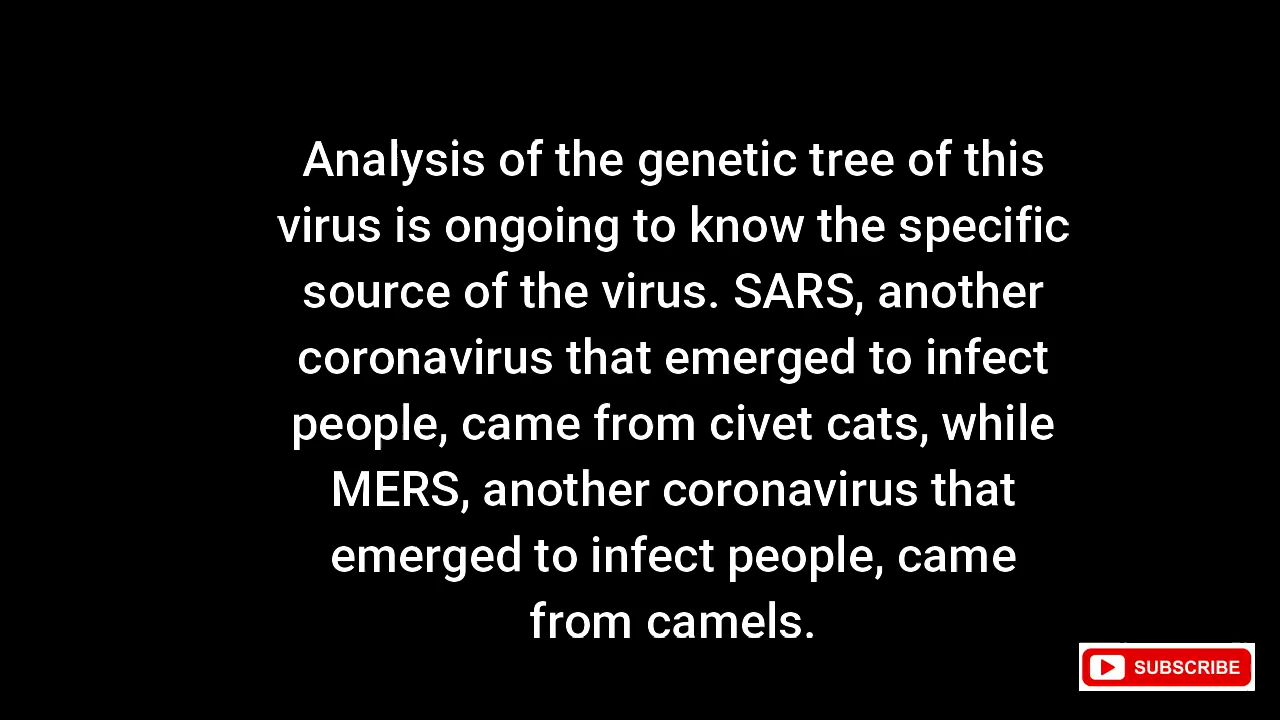 Analysis of the genetic tree of this
virus is ongoing to know the specific
source of the virus. SARS, another
coronavirus that emerged to infect
people, came from civet cats, while
MERS, another coronavirus that
emerged to infect people, came
from camels.
SUBSCRIBE